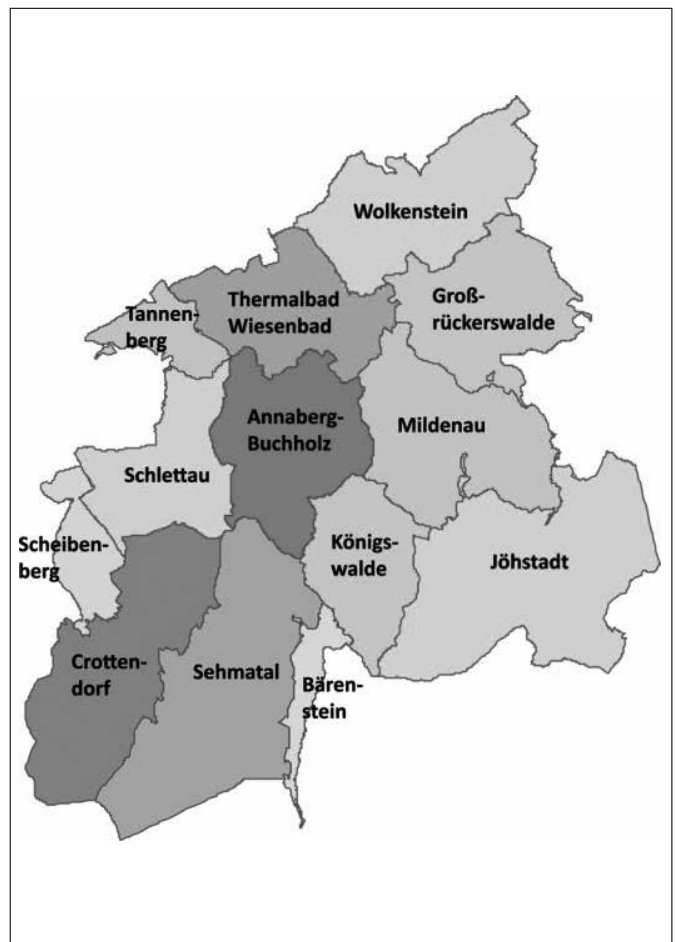 Wolkenstein
Groß-
rückerswalde
Thermalbad
Wiesenbad
Tannen-
berg
Annaberg-
Buchholz
Mildenau
Schlettau
Scheiben-
berg
Königs-
walde
Jöhstadt
Crotten-
dorf
Sehmatal
Bären-
stein